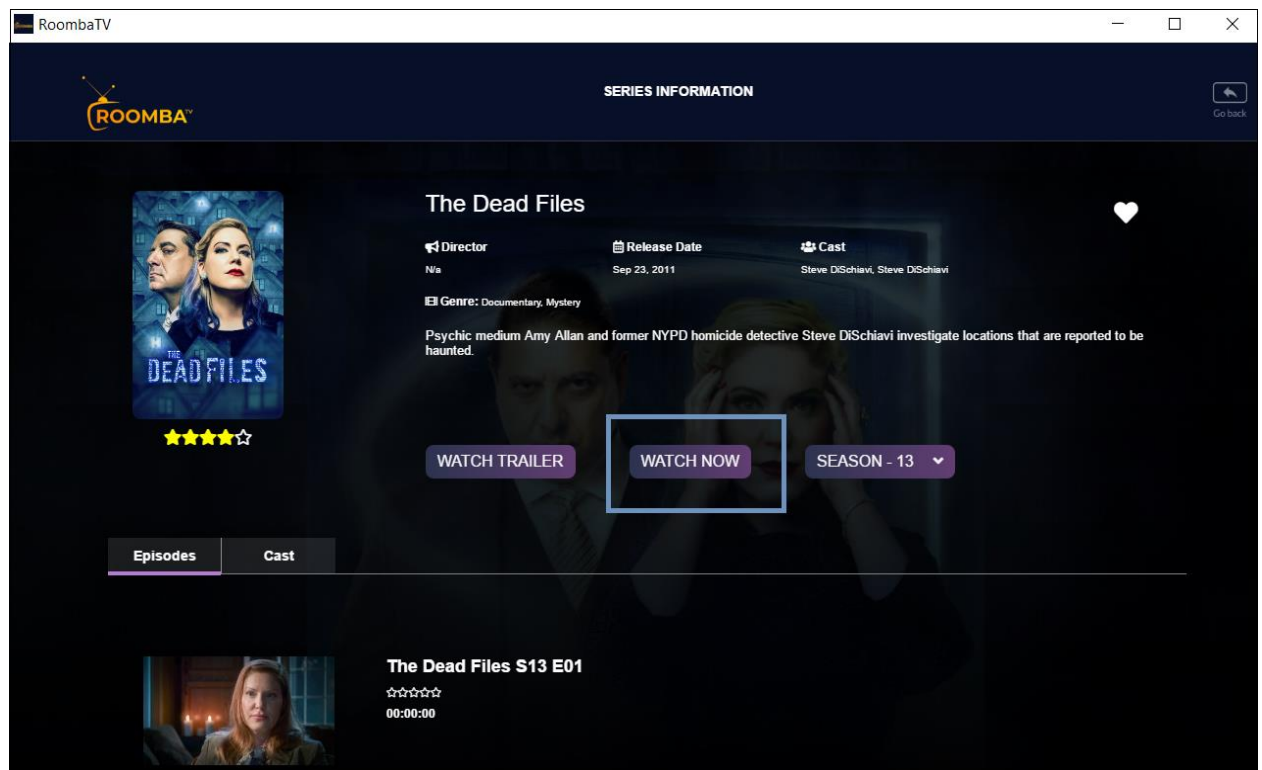 RoombaTV
ROOMBA TV
SERIES INFORMATION
Go back
The Dead Files
Director
Release Date
Cast
N/a
Sep 23, 2011
Steve DiSchiavi, Steve DiSchiavi
Genre: Documentary, Mystery
Psychic medium Amy Allan and former NYPD homicide detective Steve DiSchiavi investigate locations that are reported to be
haunted.
THE
DEAD FILES
WATCH TRAILER
WATCH NOW
SEASON - 13
Episodes
Cast
The Dead Files S13 E01
00:00:00